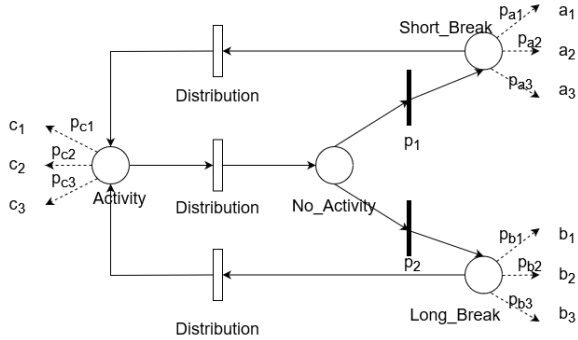 a1
pa1
Short_Break
pa2
a2
pa3
a3
Distribution
p1
c1
pc1
c2
pc2
c3
pc3
Activity
Distribution
No_Activity
p2
pb1
b1
pb2
b2
pb3
b3
Long_Break
Distribution